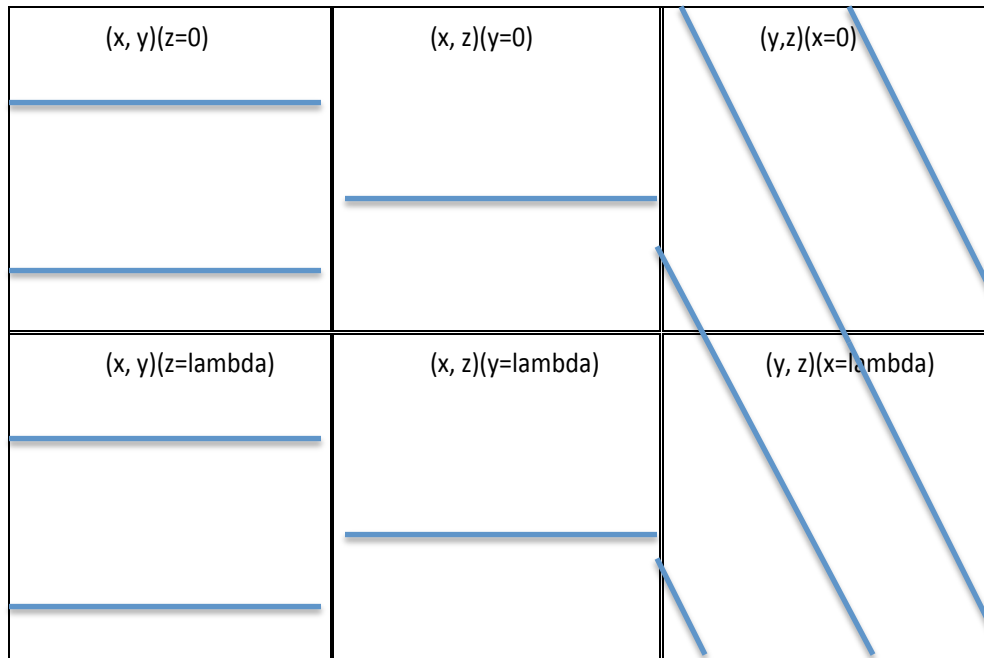 (x, y)(z=0)
(x, z)(y=0)
(y,z)(x=0)
(x, y)(z=lambda)
(x, z)(y=lambda)
(y, z)(x=lambda)